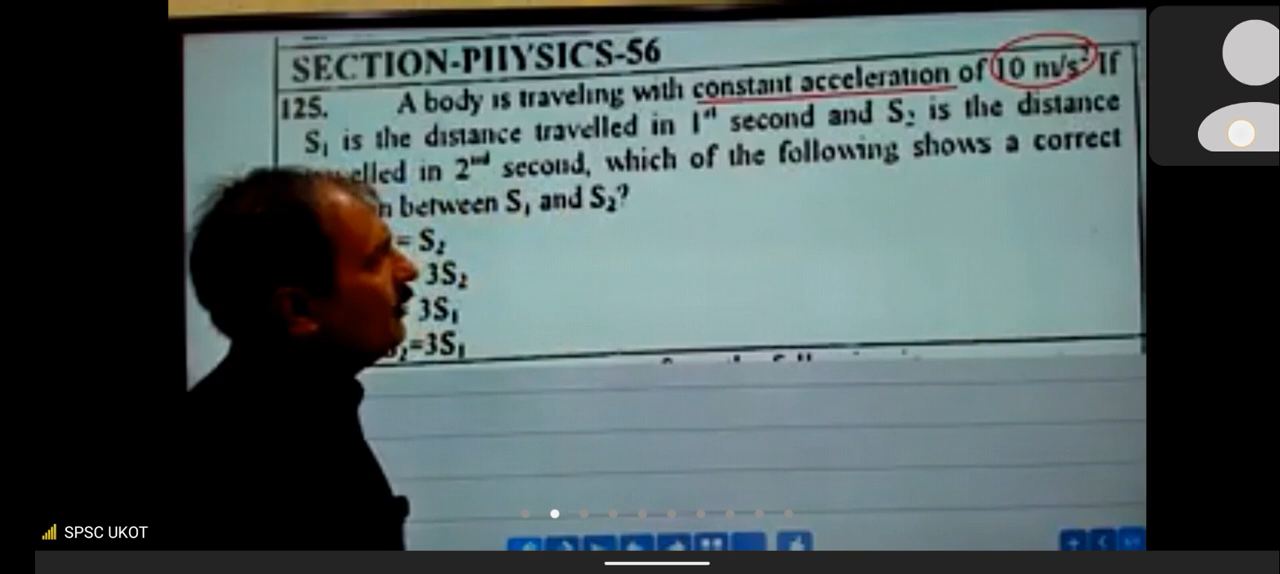 SECTION-PHYSICS-56
125. A body is traveling with constant acceleration of 10 m/s² If
S₁ is the distance travelled in 1ˢᵗ second and S₂ is the distance
elled in 2ⁿᵈ second, which of the following shows a correct
n between S₁ and S₂?
= S₂
3S₂
3S₁
₂=3S₁
SPSC UKOT